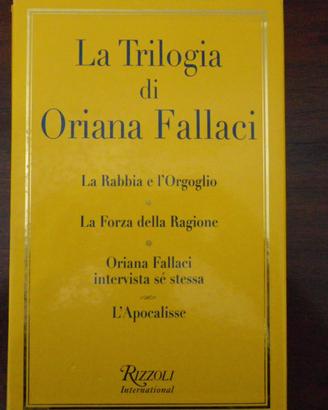 La Trilogia
di
Oriana Fallaci
La Rabbia e l'Orgoglio
La Forza della Ragione
Oriana Fallaci
intervista sé stessa
L'Apocalisse
RIZZOLI
International